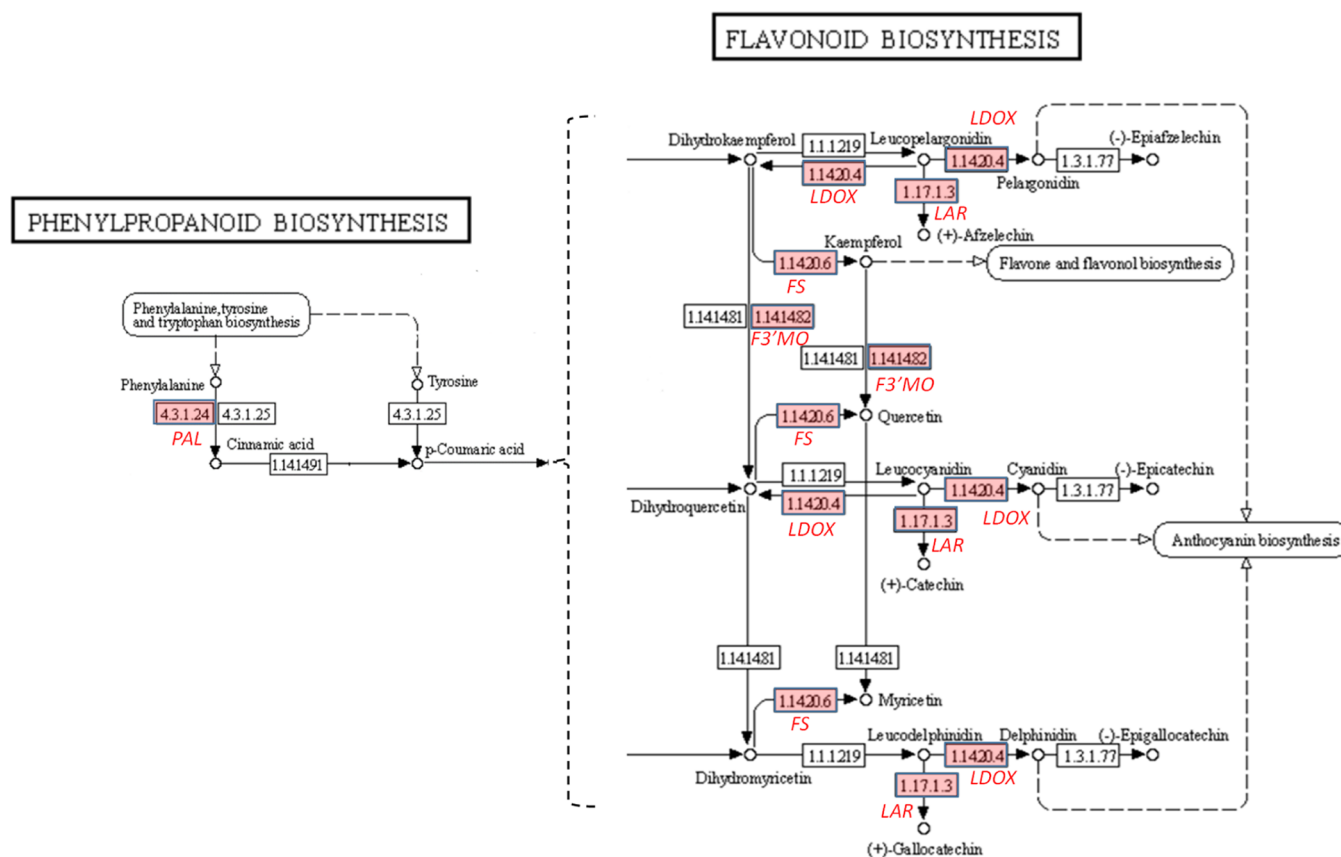 FLAVONOID BIOSYNTHESIS
PHENYLPROPANOID BIOSYNTHESIS
Phenylalanine, tyrosine
and tryptophan biosynthesis
Phenylalanine
Tyrosine
4.3.1.24
4.3.1.25
4.3.1.25
PAL
Cinnamic acid
p-Coumaric acid
1.14.14.91
LDOX
Dihydrokaempferol
1.1.1.219
Leucopelargonidin
(-)-Epiafzelechin
1.14.20.4
1.14.20.4
1.3.1.77
LDOX
1.17.1.3
Pelargonidin
LAR
(+)-Afzelechin
Kaempferol
1.14.20.6
Flavone and flavonol biosynthesis
FS
1.14.14.81
1.14.14.82
F3'MO
1.14.14.81
1.14.14.82
F3'MO
1.14.20.6
Quercetin
FS
1.1.1.219
Leucocyanidin
Cyanidin
(-)-Epicatechin
1.14.20.4
1.3.1.77
Dihydroquercetin
1.14.20.4
LDOX
1.17.1.3
LDOX
LAR
Anthocyanin biosynthesis
(+)-Catechin
1.14.14.81
1.14.14.81
1.14.20.6
Myricetin
FS
Leucodelphinidin
Delphinidin
(-)-Epigallocatechin
1.1.1.219
1.14.20.4
1.3.1.77
Dihydromyricetin
LDOX
1.17.1.3
LAR
(+)-Gallocatechin